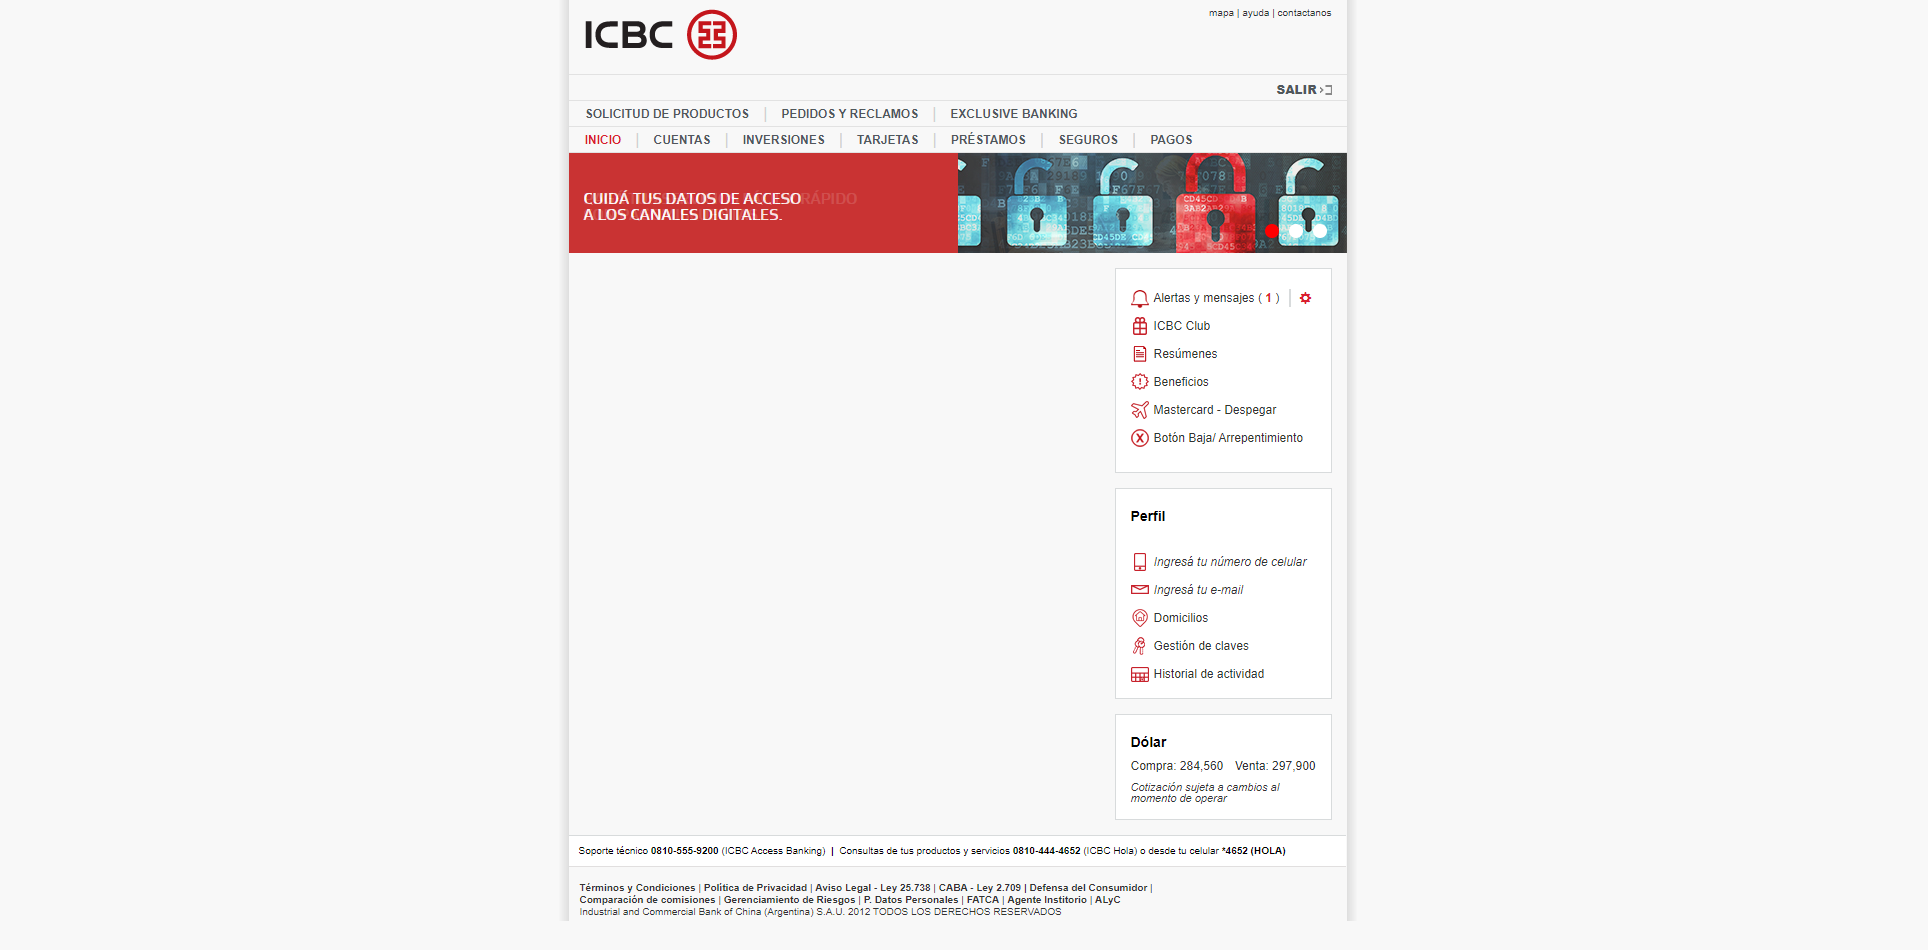 ICBC
mapa | ayuda | contactanos
SALIR
SOLICITUD DE PRODUCTOS | PEDIDOS Y RECLAMOS | EXCLUSIVE BANKING
INICIO | CUENTAS | INVERSIONES | TARJETAS | PRÉSTAMOS | SEGUROS | PAGOS
CUIDÁ TUS DATOS DE ACCESO
RÁPIDO
A LOS CANALES DIGITALES.
Alertas y mensajes ( 1 )
ICBC Club
Resúmenes
Beneficios
Mastercard - Despegar
Botón Baja/ Arrepentimiento
Perfil
Ingresá tu número de celular
Ingresá tu e-mail
Domicilios
Gestión de claves
Historial de actividad
Dólar
Compra: 284,560 Venta: 297,900
Cotización sujeta a cambios al
momento de operar
Soporte técnico 0810-555-9200 (ICBC Access Banking) | Consultas de tus productos y servicios 0810-444-4652 (ICBC Hola) o desde tu celular *4652 (HOLA)
Términos y Condiciones | Política de Privacidad | Aviso Legal - Ley 25.738 | CABA - Ley 2.709 | Defensa del Consumidor |
Comparación de comisiones | Gerenciamiento de Riesgos | P. Datos Personales | FATCA | Agente Institorio | ALyC
Industrial and Commercial Bank of China (Argentina) S.A.U. 2012 TODOS LOS DERECHOS RESERVADOS